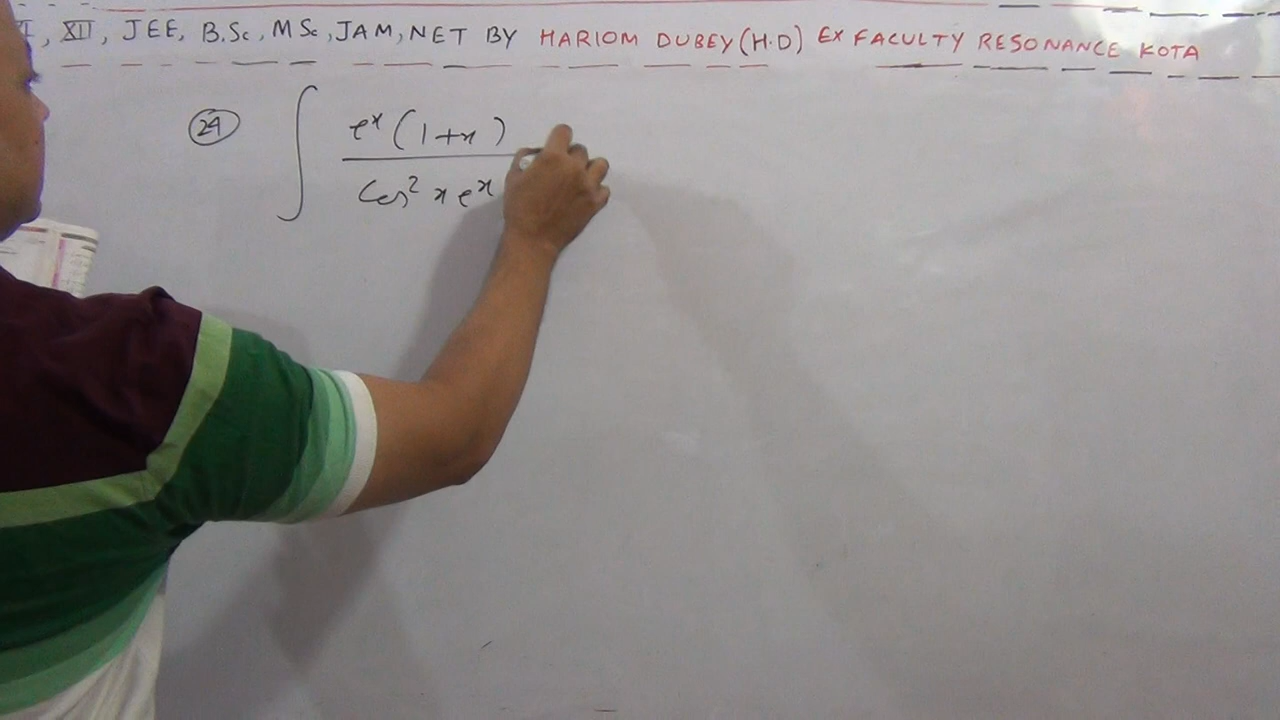 XII, JEE, B.Sc, MSc, JAM, NET BY HARIOM DUBEY (H.D) EX FACULTY RESONANCE KOTA
24 ∫ e^x (1+x) / Cos² x e^x